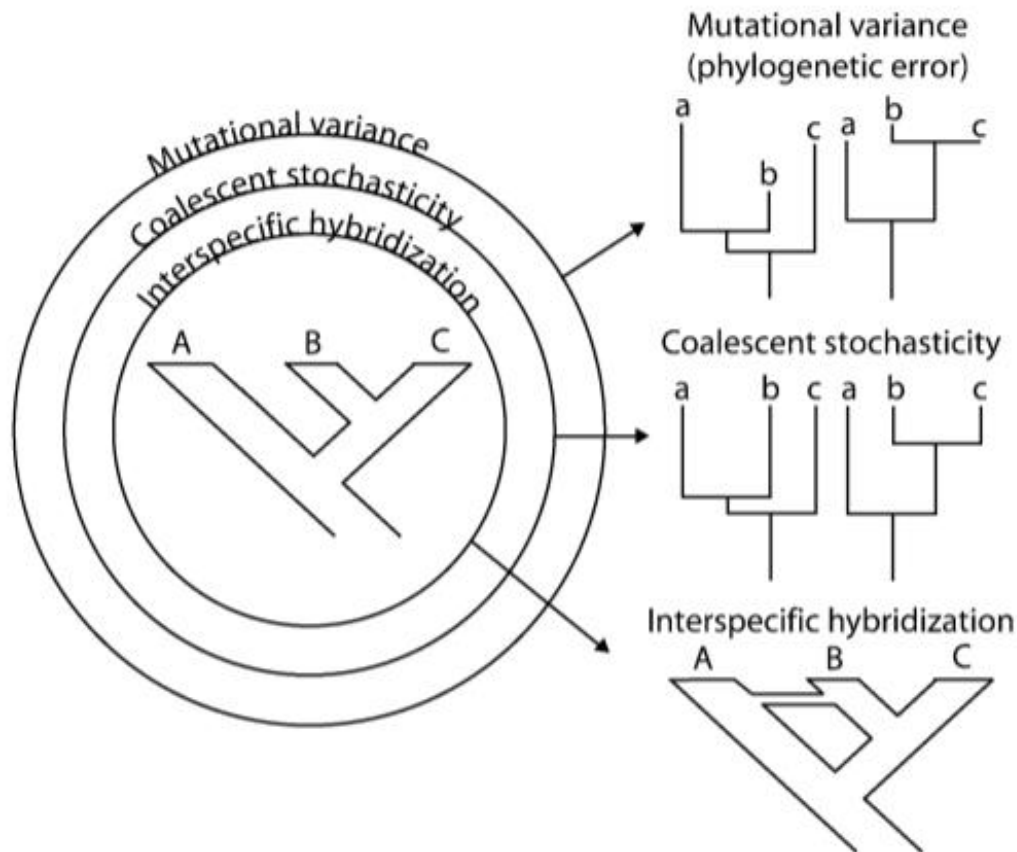 Mutational variance
Coalescent stochasticity
Interspecific hybridization
A B C
Mutational variance
(phylogenetic error)
a b c a b c
Coalescent stochasticity
a b c a b c
Interspecific hybridization
A B C